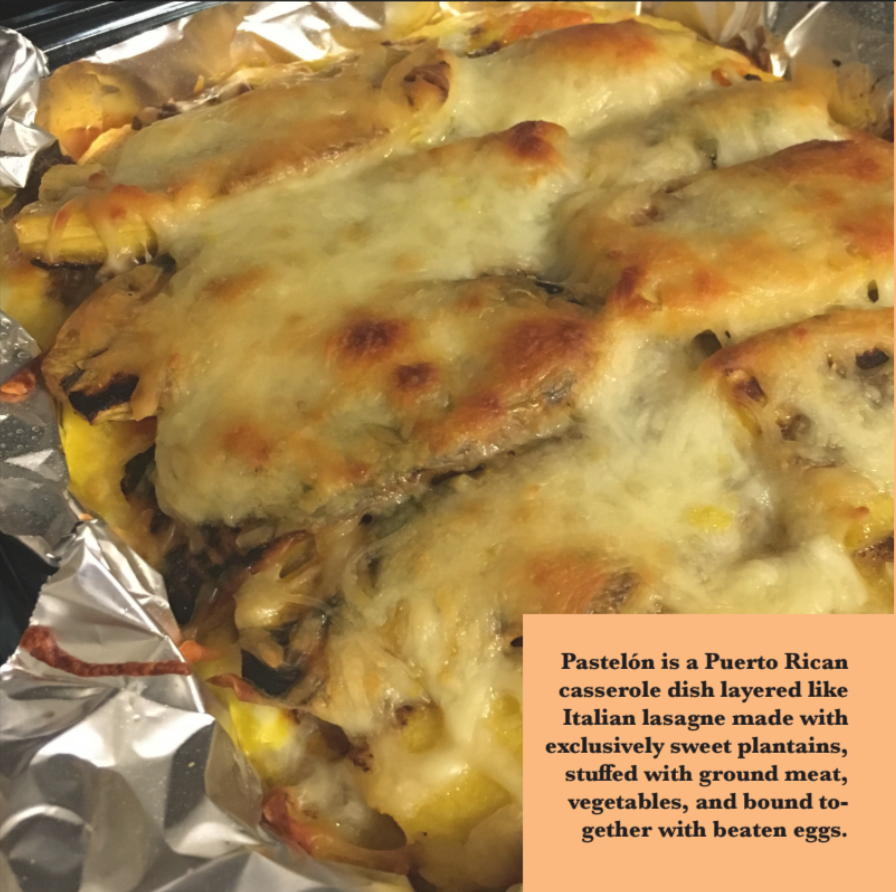 Pastelón is a Puerto Rican
casserole dish layered like
Italian lasagne made with
exclusively sweet plantains,
stuffed with ground meat,
vegetables, and bound to-
gether with beaten eggs.